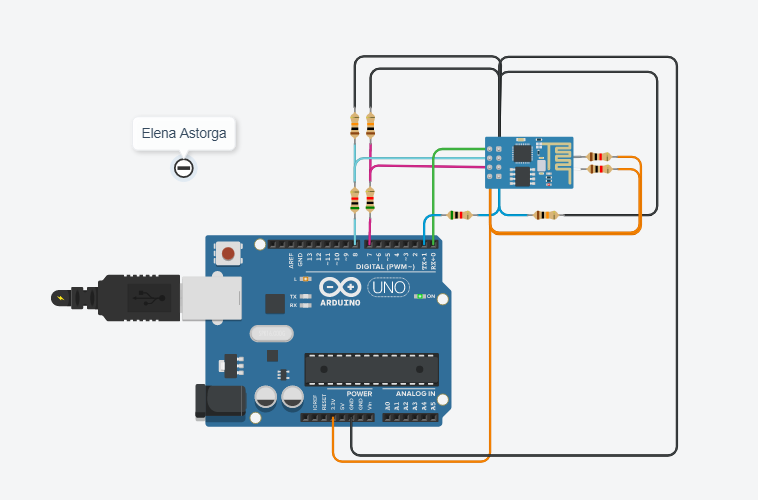 Elena Astorga
AREF
GND
13
12
~11
~10
~9
8
7
~6
~5
4
~3
2
TX→1
RX←0
DIGITAL (PWM~)
L
TX
RX
ARDUINO
UNO
ON
POWER
ANALOG IN
IOREF
RESET
3.3V
5V
GND
GND
Vin
A0
A1
A2
A3
A4
A5